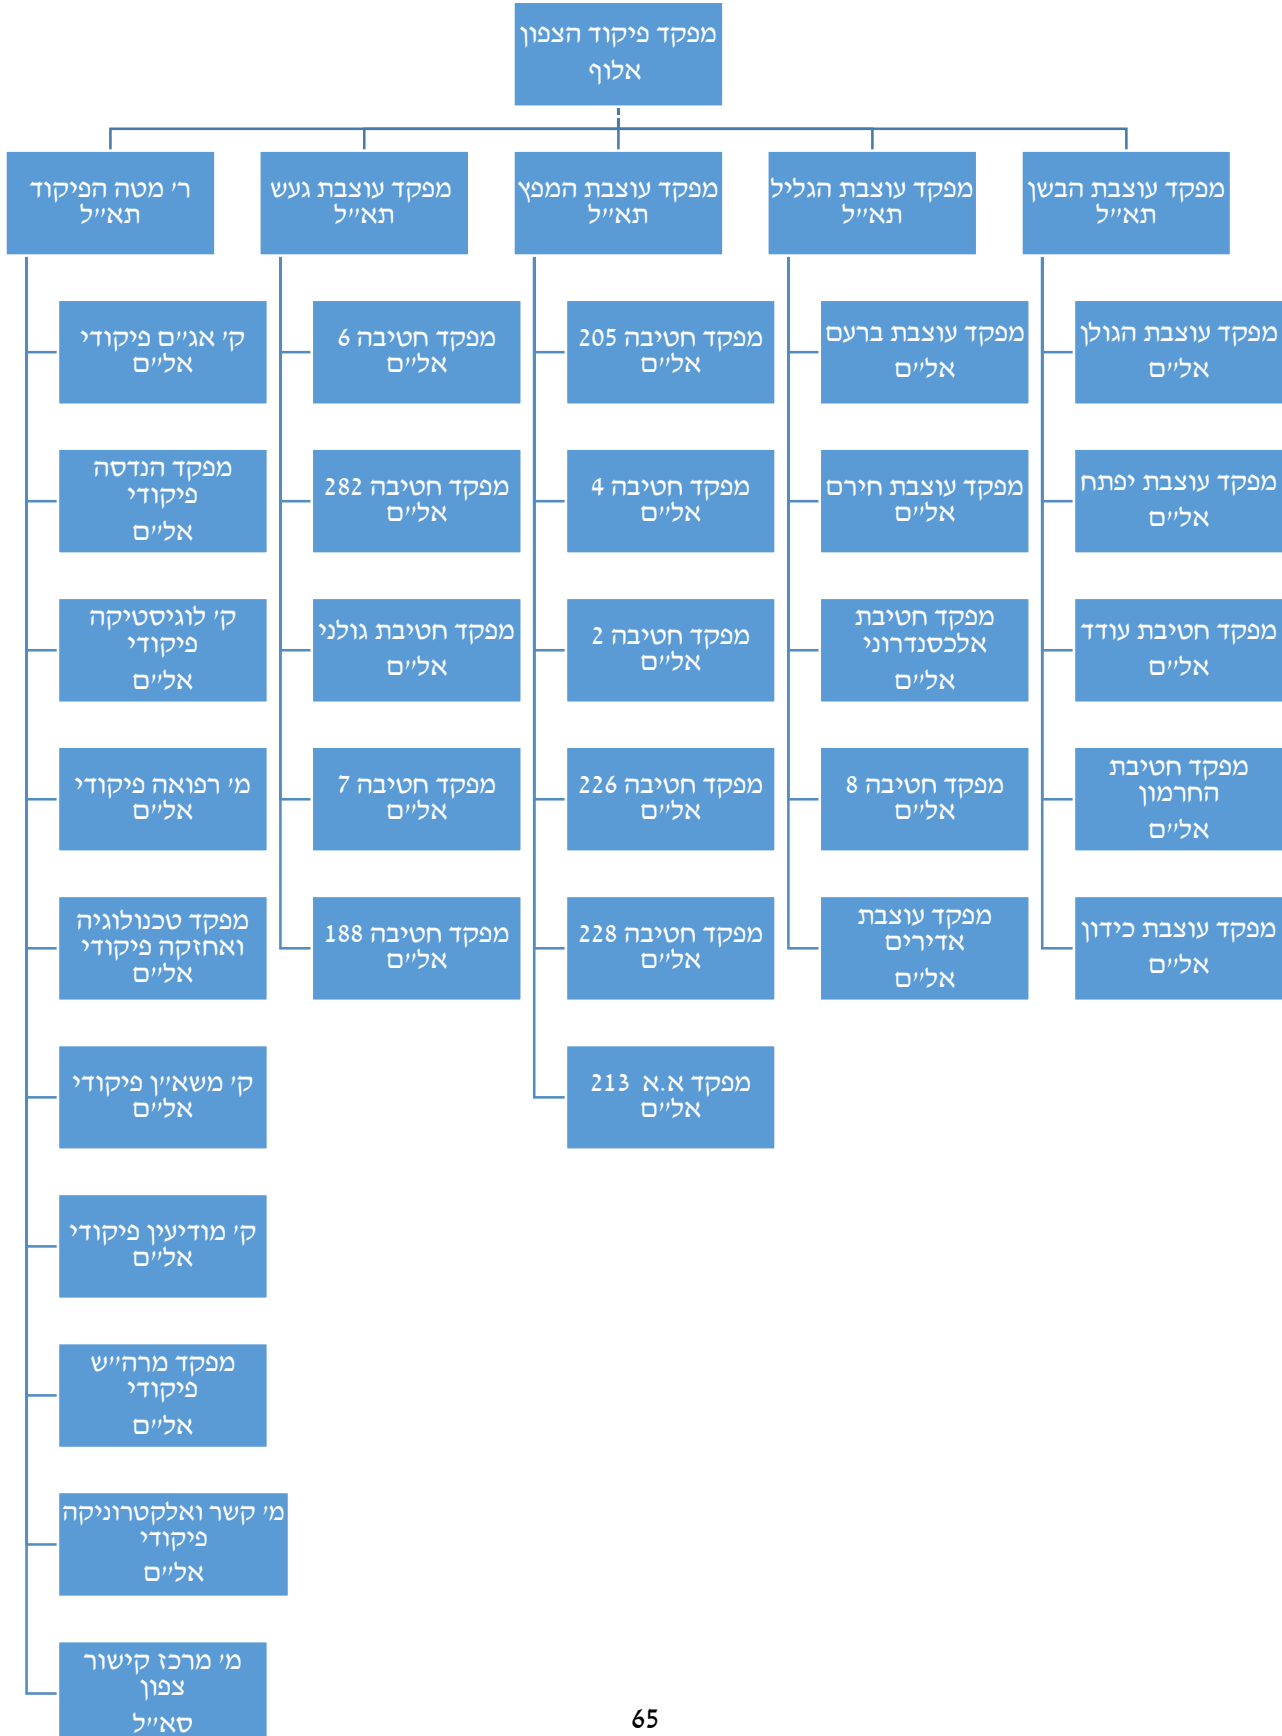 מפקד פיקוד הצפון
אלוף
מפקד עוצבת הבשן
תא״ל
מפקד עוצבת הגולן
אל״ם
מפקד עוצבת יפתח
אל״ם
מפקד חטיבת עודד
אל״ם
מפקד חטיבת
החרמון
אל״ם
מפקד עוצבת כידון
אל״ם
מפקד עוצבת הגליל
תא״ל
מפקד עוצבת ברעם
אל״ם
מפקד עוצבת חירם
אל״ם
מפקד חטיבת
אלכסנדרוני
אל״ם
מפקד חטיבה 8
אל״ם
מפקד עוצבת
אדירים
אל״ם
מפקד עוצבת המפץ
תא״ל
מפקד חטיבה 205
אל״ם
מפקד חטיבה 4
אל״ם
מפקד חטיבה 2
אל״ם
מפקד חטיבה 226
אל״ם
מפקד חטיבה 228
אל״ם
מפקד א.א 213
אל״ם
מפקד עוצבת געש
תא״ל
מפקד חטיבה 6
אל״ם
מפקד חטיבה 282
אל״ם
מפקד חטיבת גולני
אל״ם
מפקד חטיבה 7
אל״ם
מפקד חטיבה 188
אל״ם
ר׳ מטה הפיקוד
תא״ל
ק׳ אג״ם פיקודי
אל״ם
מפקד הנדסה
פיקודי
אל״ם
ק׳ לוגיסטיקה
פיקודי
אל״ם
מ׳ רפואה פיקודי
אל״ם
מפקד טכנולוגיה
ואחזקה פיקודי
אל״ם
ק׳ משא״ן פיקודי
אל״ם
ק׳ מודיעין פיקודי
אל״ם
מפקד מרה״ש
פיקודי
אל״ם
מ׳ קשר ואלקטרוניקה
פיקודי
אל״ם
מ׳ מרכז קישור
צפון
סא״ל
65